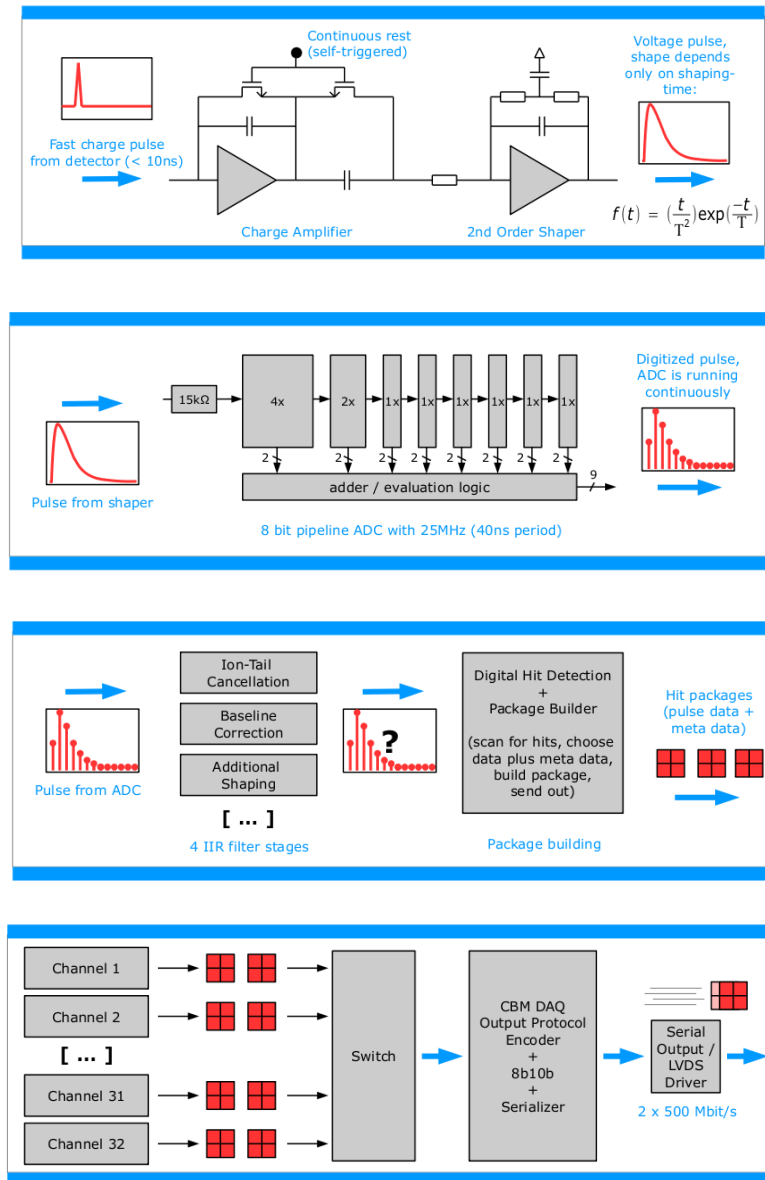 Continuous rest
(self-triggered)
Voltage pulse,
shape depends
only on shaping-
time:
Fast charge pulse
from detector (< 10ns)
f(t) = (t/T²)exp(-t/T)
Charge Amplifier
2nd Order Shaper
Digitized pulse,
ADC is running
continuously
15kΩ
4x
2x
1x
1x
1x
1x
1x
1x
2
2
2
2
2
2
2
2
9
adder / evaluation logic
Pulse from shaper
8 bit pipeline ADC with 25MHz (40ns period)
Ion-Tail
Cancellation
Baseline
Correction
Additional
Shaping
[ ... ]
4 IIR filter stages
Pulse from ADC
?
Digital Hit Detection
+
Package Builder
(scan for hits, choose
data plus meta data,
build package,
send out)
Package building
Hit packages
(pulse data +
meta data)
Channel 1
Channel 2
[ ... ]
Channel 31
Channel 32
Switch
CBM DAQ
Output Protocol
Encoder
+
8b10b
+
Serializer
Serial
Output /
LVDS
Driver
2 x 500 Mbit/s